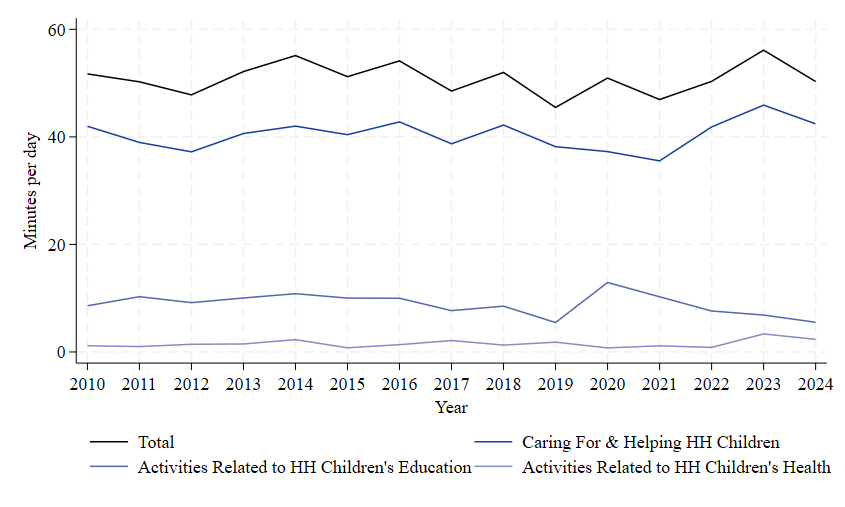 60
40
20
0
Minutes per day
2010 2011 2012 2013 2014 2015 2016 2017 2018 2019 2020 2021 2022 2023 2024
Year
Total
Caring For & Helping HH Children
Activities Related to HH Children's Education
Activities Related to HH Children's Health